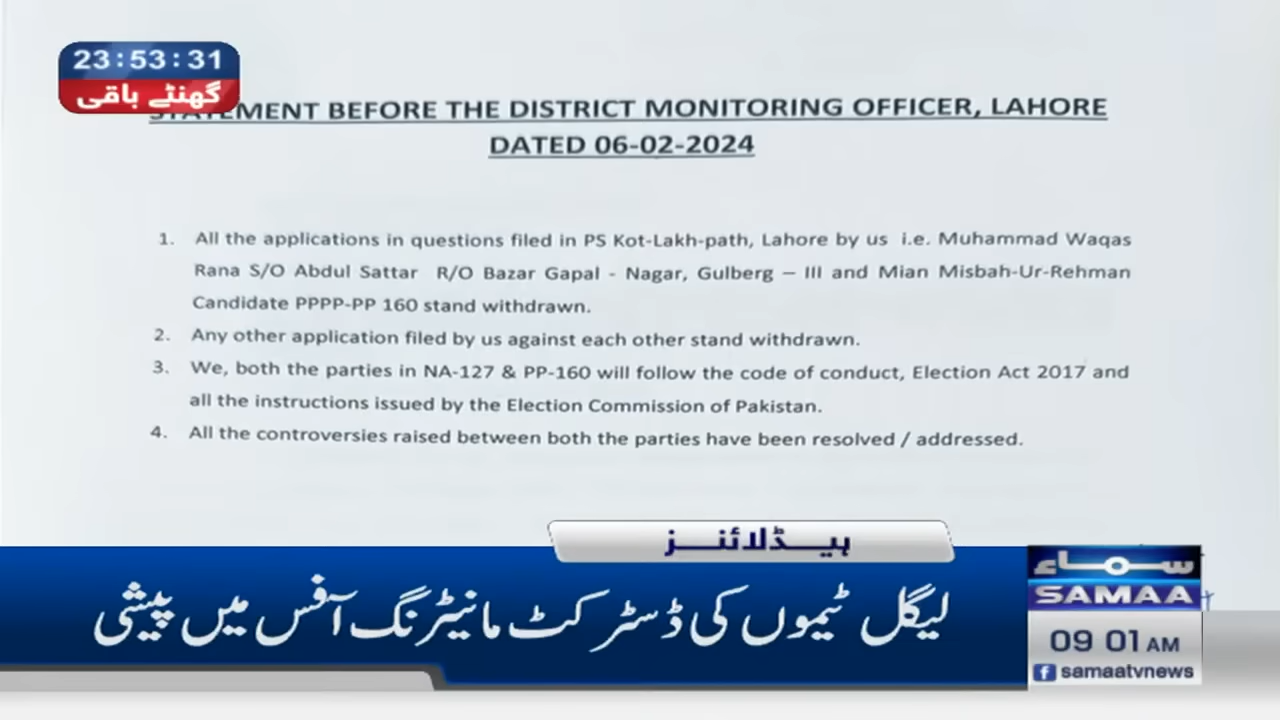 23:53:31
گھنٹے باقی
STATEMENT BEFORE THE DISTRICT MONITORING OFFICER, LAHORE
DATED 06-02-2024
1. All the applications in questions filed in PS Kot-Lakh-path, Lahore by us i.e. Muhammad Waqas
Rana S/O Abdul Sattar R/O Bazar Gapal - Nagar, Gulberg – III and Mian Misbah-Ur-Rehman
Candidate PPPP-PP 160 stand withdrawn.
2. Any other application filed by us against each other stand withdrawn.
3. We, both the parties in NA-127 & PP-160 will follow the code of conduct, Election Act 2017 and
all the instructions issued by the Election Commission of Pakistan.
4. All the controversies raised between both the parties have been resolved / addressed.
ہیڈلائنز
لیگل ٹیموں کی ڈسٹرکٹ مانیٹرنگ آفس میں پیشی
سماء
SAMAA
09 01 AM
samaatvnews